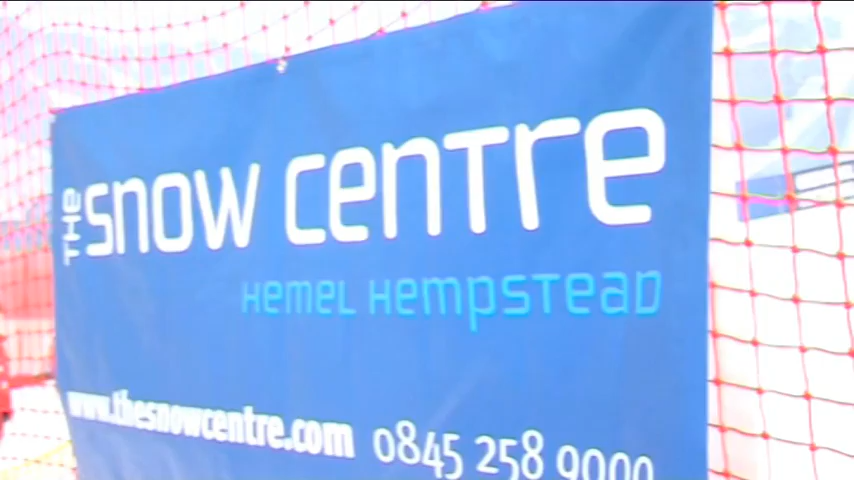 THE SNOW CENTRE
HEMEL HEMPSTEAD
www.thesnowcentre.com 0845 258 9000